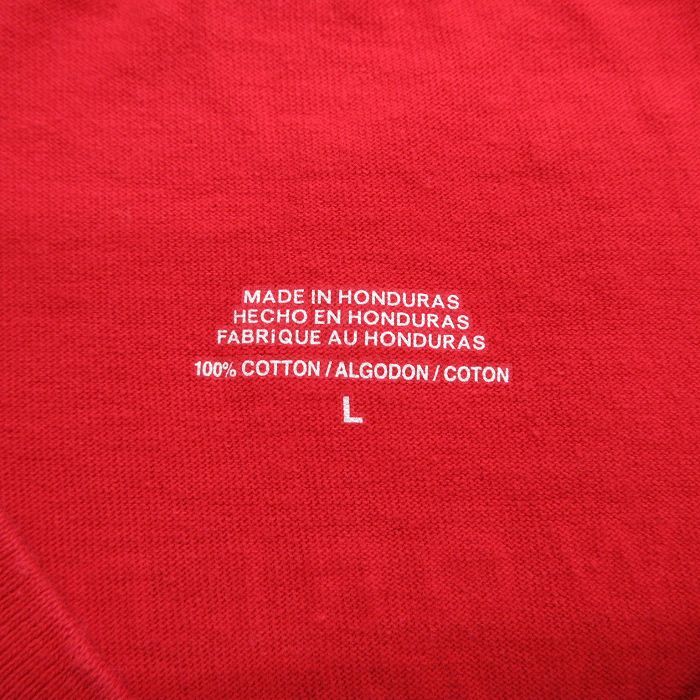 MADE IN HONDURAS
HECHO EN HONDURAS
FABRiQUE AU HONDURAS
100% COTTON / ALGODON / COTON
L